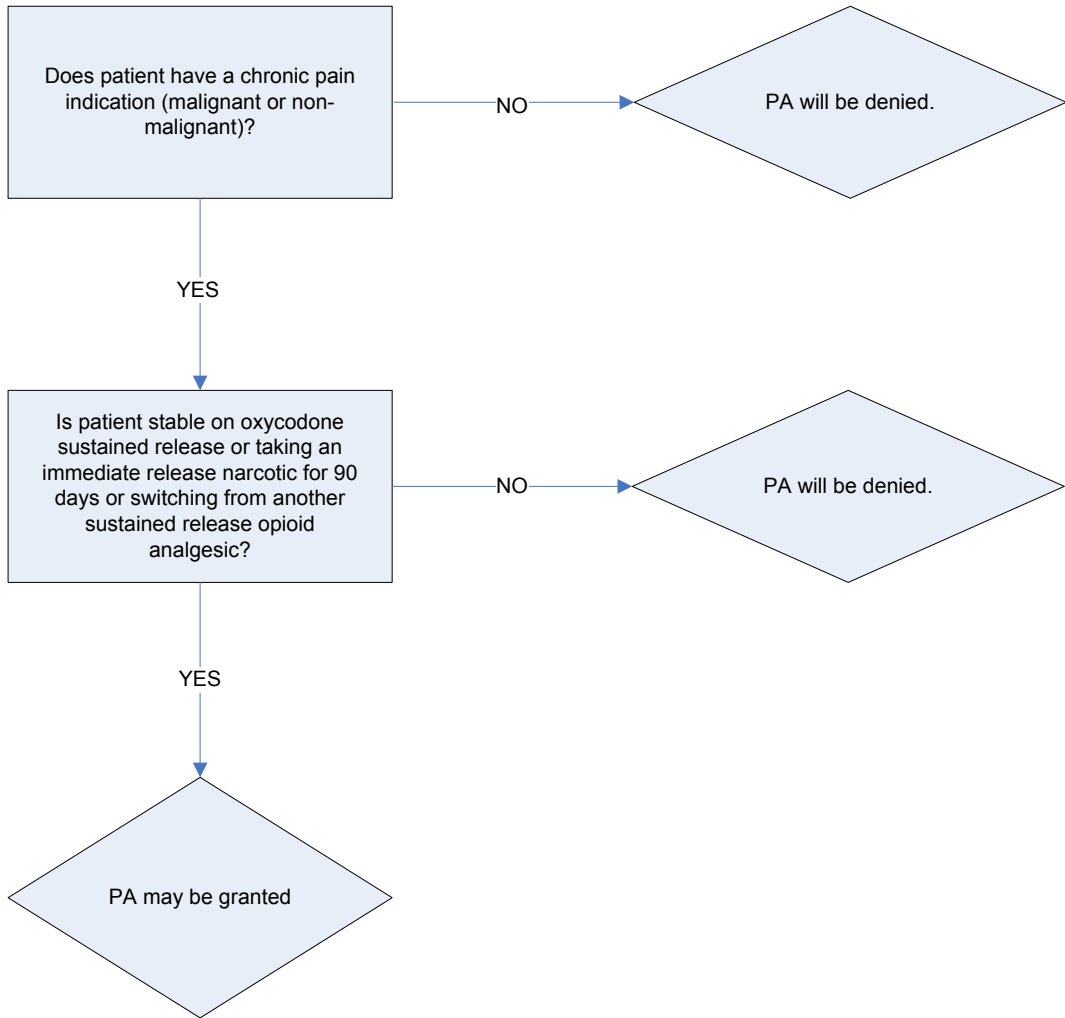 Does patient have a chronic pain
indication (malignant or non-
malignant)?
NO
PA will be denied.
YES
Is patient stable on oxycodone
sustained release or taking an
immediate release narcotic for 90
days or switching from another
sustained release opioid
analgesic?
NO
PA will be denied.
YES
PA may be granted